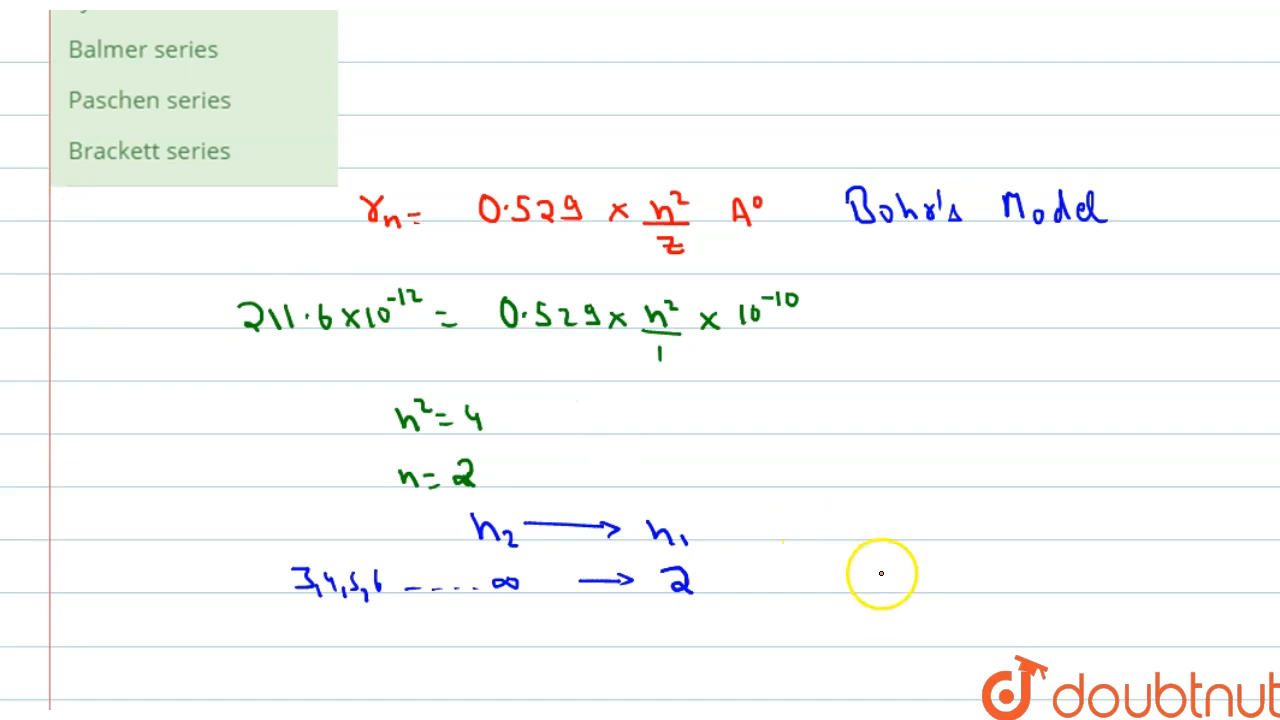 Balmer series
Paschen series
Brackett series
rn = 0.529 × n²/z A° Bohr's Model
211.6×10⁻¹² = 0.529 × n²/1 × 10⁻¹⁰
n² = 4
n = 2
n₂ ⟶ n₁
3,4,5,6 ----- ∞ → 2
doubtnut